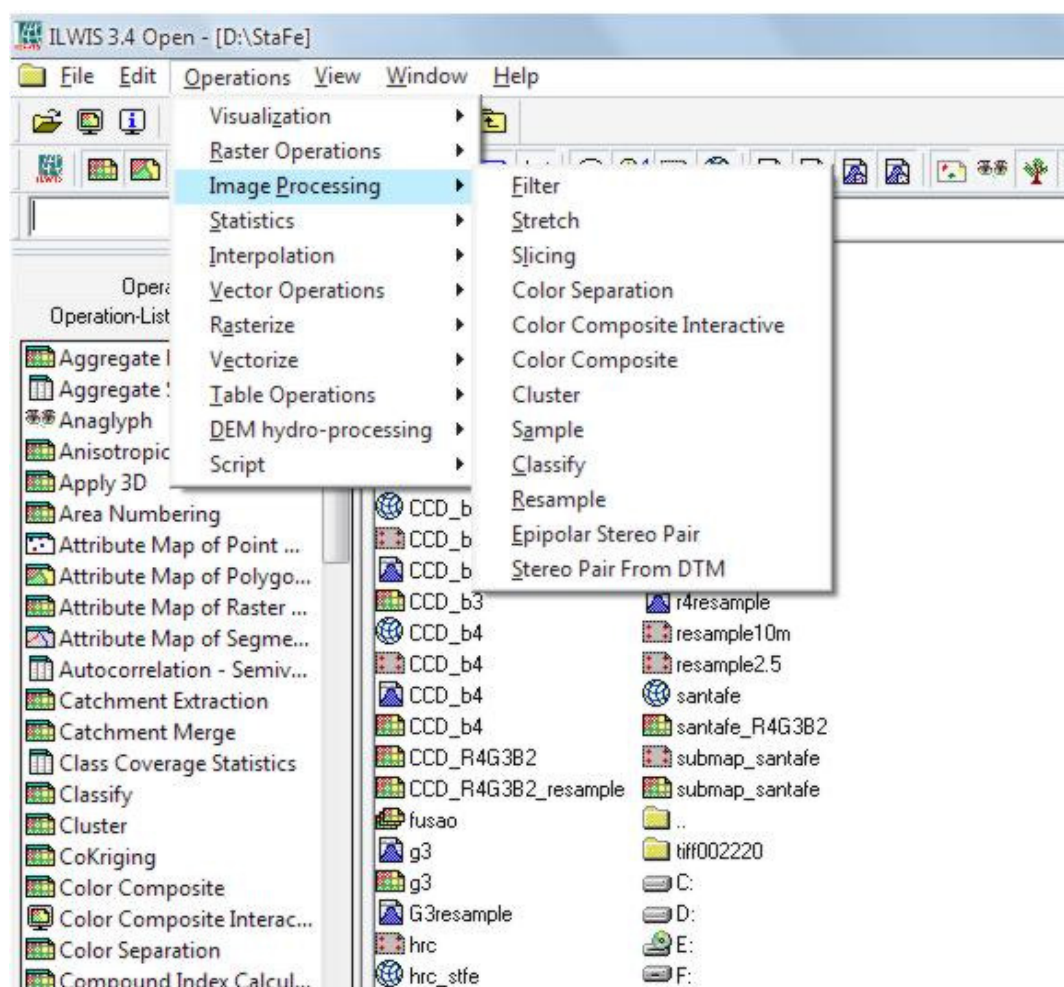 ILWIS 3.4 Open - [D:\StaFe]
File Edit Operations View Window Help
Visualization
Raster Operations
Image Processing
Statistics
Interpolation
Vector Operations
Rasterize
Vectorize
Table Operations
DEM hydro-processing
Script
Filter
Stretch
Slicing
Color Separation
Color Composite Interactive
Color Composite
Cluster
Sample
Classify
Resample
Epipolar Stereo Pair
Stereo Pair From DTM
ILWIS
Opera
Operation-List
Aggregate
Aggregate
Anaglyph
Anisotropic
Apply 3D
Area Numbering
Attribute Map of Point ...
Attribute Map of Polygo...
Attribute Map of Raster ...
Attribute Map of Segme...
Autocorrelation - Semiv...
Catchment Extraction
Catchment Merge
Class Coverage Statistics
Classify
Cluster
CoKriging
Color Composite
Color Composite Interac...
Color Separation
Compound Index Calcul...
CCD_b
CCD_b
CCD_b
CCD_b3
CCD_b4
CCD_b4
CCD_b4
CCD_b4
CCD_R4G3B2
CCD_R4G3B2_resample
fusao
g3
g3
G3resample
hrc
hrc_stfe
r4resample
resample10m
resample2.5
santafe
santafe_R4G3B2
submap_santafe
submap_santafe
..
tiff002220
C:
D:
E:
F: